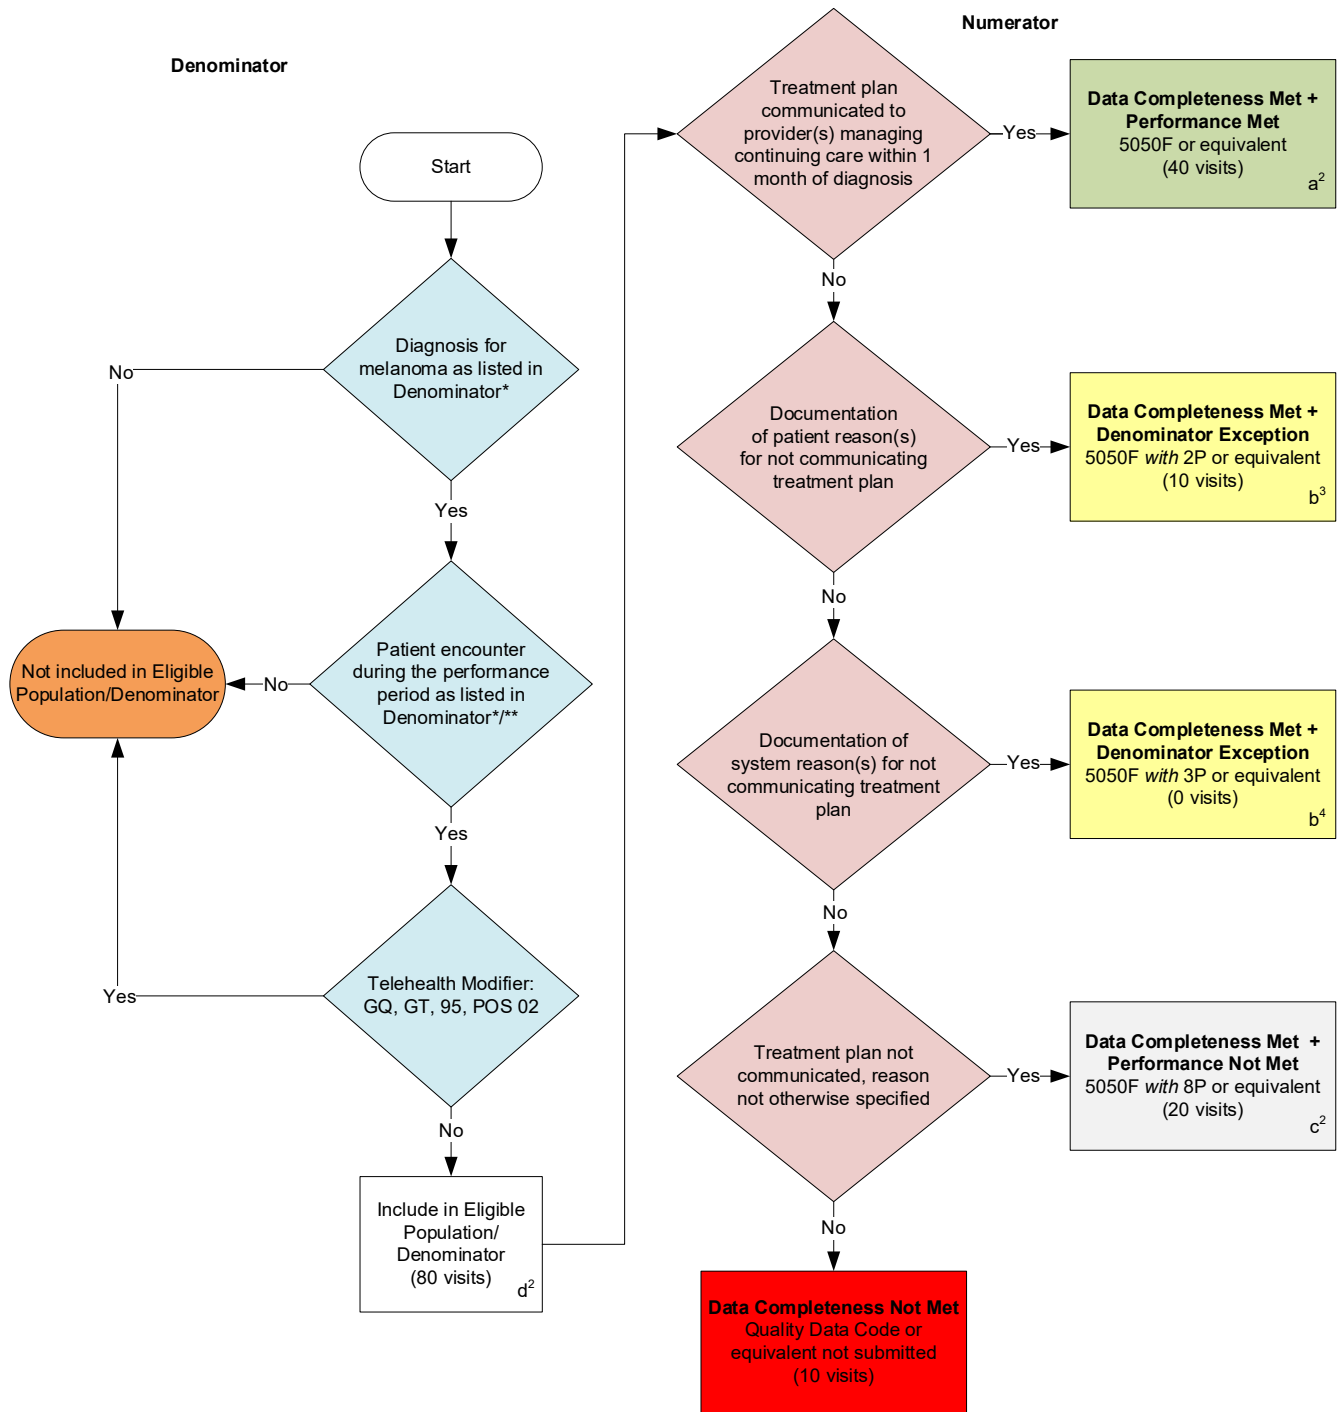 Denominator
Start
Diagnosis for
melanoma as listed in
Denominator*
No
Yes
Patient encounter
during the performance
period as listed in
Denominator*/**
No
Not included in Eligible
Population/Denominator
Yes
Telehealth Modifier:
GQ, GT, 95, POS 02
Yes
No
Include in Eligible
Population/
Denominator
(80 visits)
d²
Numerator
Treatment plan
communicated to
provider(s) managing
continuing care within 1
month of diagnosis
Yes
Data Completeness Met +
Performance Met
5050F or equivalent
(40 visits)
a²
No
Documentation
of patient reason(s)
for not communicating
treatment plan
Yes
Data Completeness Met +
Denominator Exception
5050F with 2P or equivalent
(10 visits)
b³
No
Documentation of
system reason(s) for not
communicating treatment
plan
Yes
Data Completeness Met +
Denominator Exception
5050F with 3P or equivalent
(0 visits)
b⁴
No
Treatment plan not
communicated, reason
not otherwise specified
Yes
Data Completeness Met +
Performance Not Met
5050F with 8P or equivalent
(20 visits)
c²
No
Data Completeness Not Met
Quality Data Code or
equivalent not submitted
(10 visits)